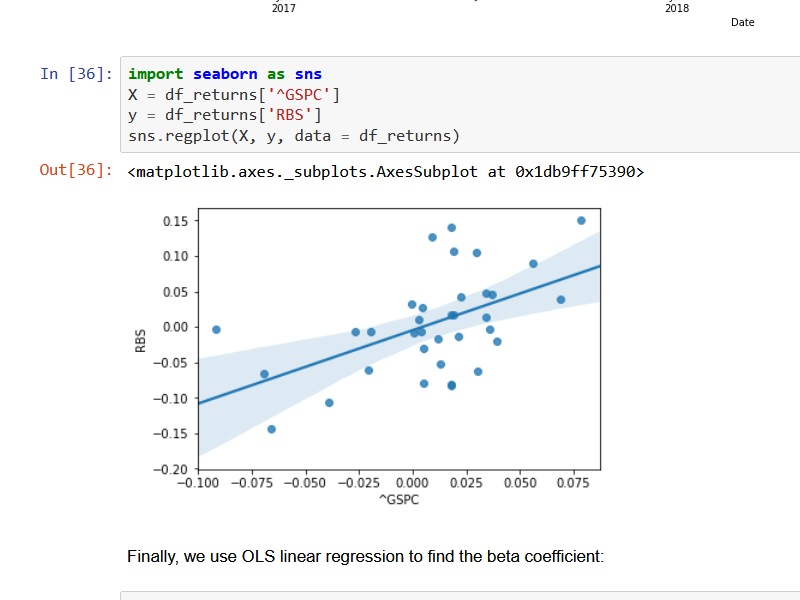 2017 2018
Date
In [36]: import seaborn as sns
X = df_returns['^GSPC']
y = df_returns['RBS']
sns.regplot(X, y, data = df_returns)
Out[36]: <matplotlib.axes._subplots.AxesSubplot at 0x1db9ff75390>
0.15
0.10
0.05
0.00
−0.05
−0.10
−0.15
−0.20
RBS
−0.100 −0.075 −0.050 −0.025 0.000 0.025 0.050 0.075
^GSPC
Finally, we use OLS linear regression to find the beta coefficient: